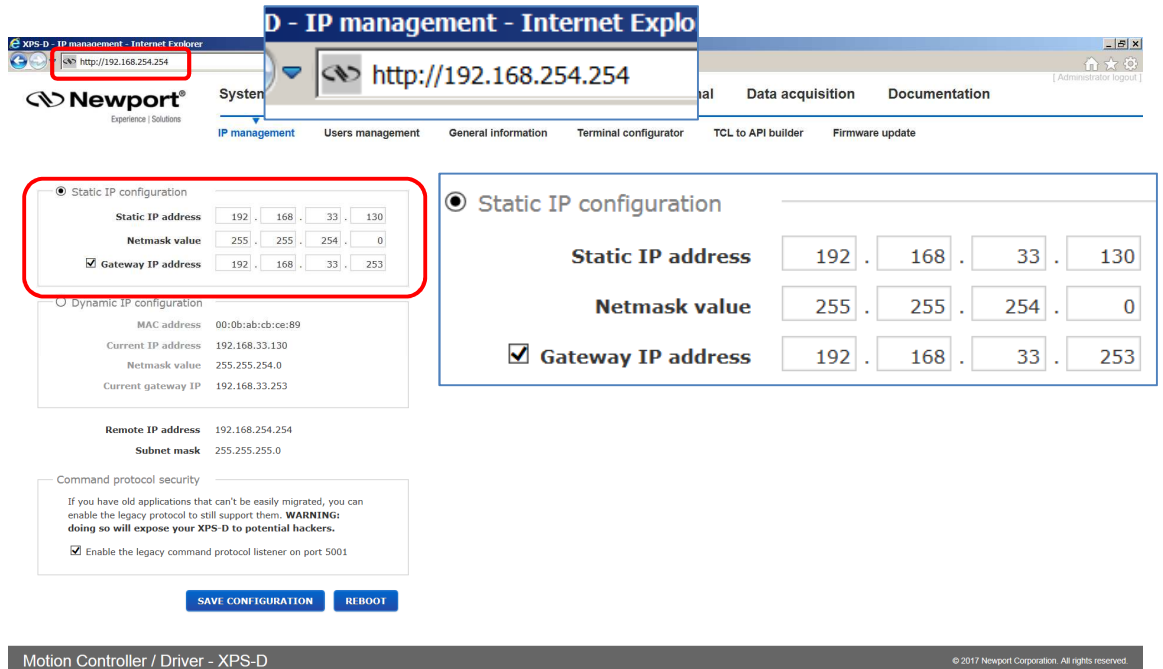 XPS-D - IP management - Internet Explorer
D - IP management - Internet Explo
http://192.168.254.254
http://192.168.254.254
[ Administrator logout ]
Newport®
Experience | Solutions
System
Data acquisition
Documentation
IP management
Users management
General information
Terminal configurator
TCL to API builder
Firmware update
Static IP configuration
Static IP address 192 . 168 . 33 . 130
Netmask value 255 . 255 . 254 . 0
Gateway IP address 192 . 168 . 33 . 253
Static IP configuration
Static IP address 192 . 168 . 33 . 130
Netmask value 255 . 255 . 254 . 0
Gateway IP address 192 . 168 . 33 . 253
Dynamic IP configuration
MAC address 00:0b:ab:cb:ce:89
Current IP address 192.168.33.130
Netmask value 255.255.254.0
Current gateway IP 192.168.33.253
Remote IP address 192.168.254.254
Subnet mask 255.255.255.0
Command protocol security
If you have old applications that can't be easily migrated, you can
enable the legacy protocol to still support them. WARNING:
doing so will expose your XPS-D to potential hackers.
Enable the legacy command protocol listener on port 5001
SAVE CONFIGURATION
REBOOT
Motion Controller / Driver - XPS-D
© 2017 Newport Corporation. All rights reserved.